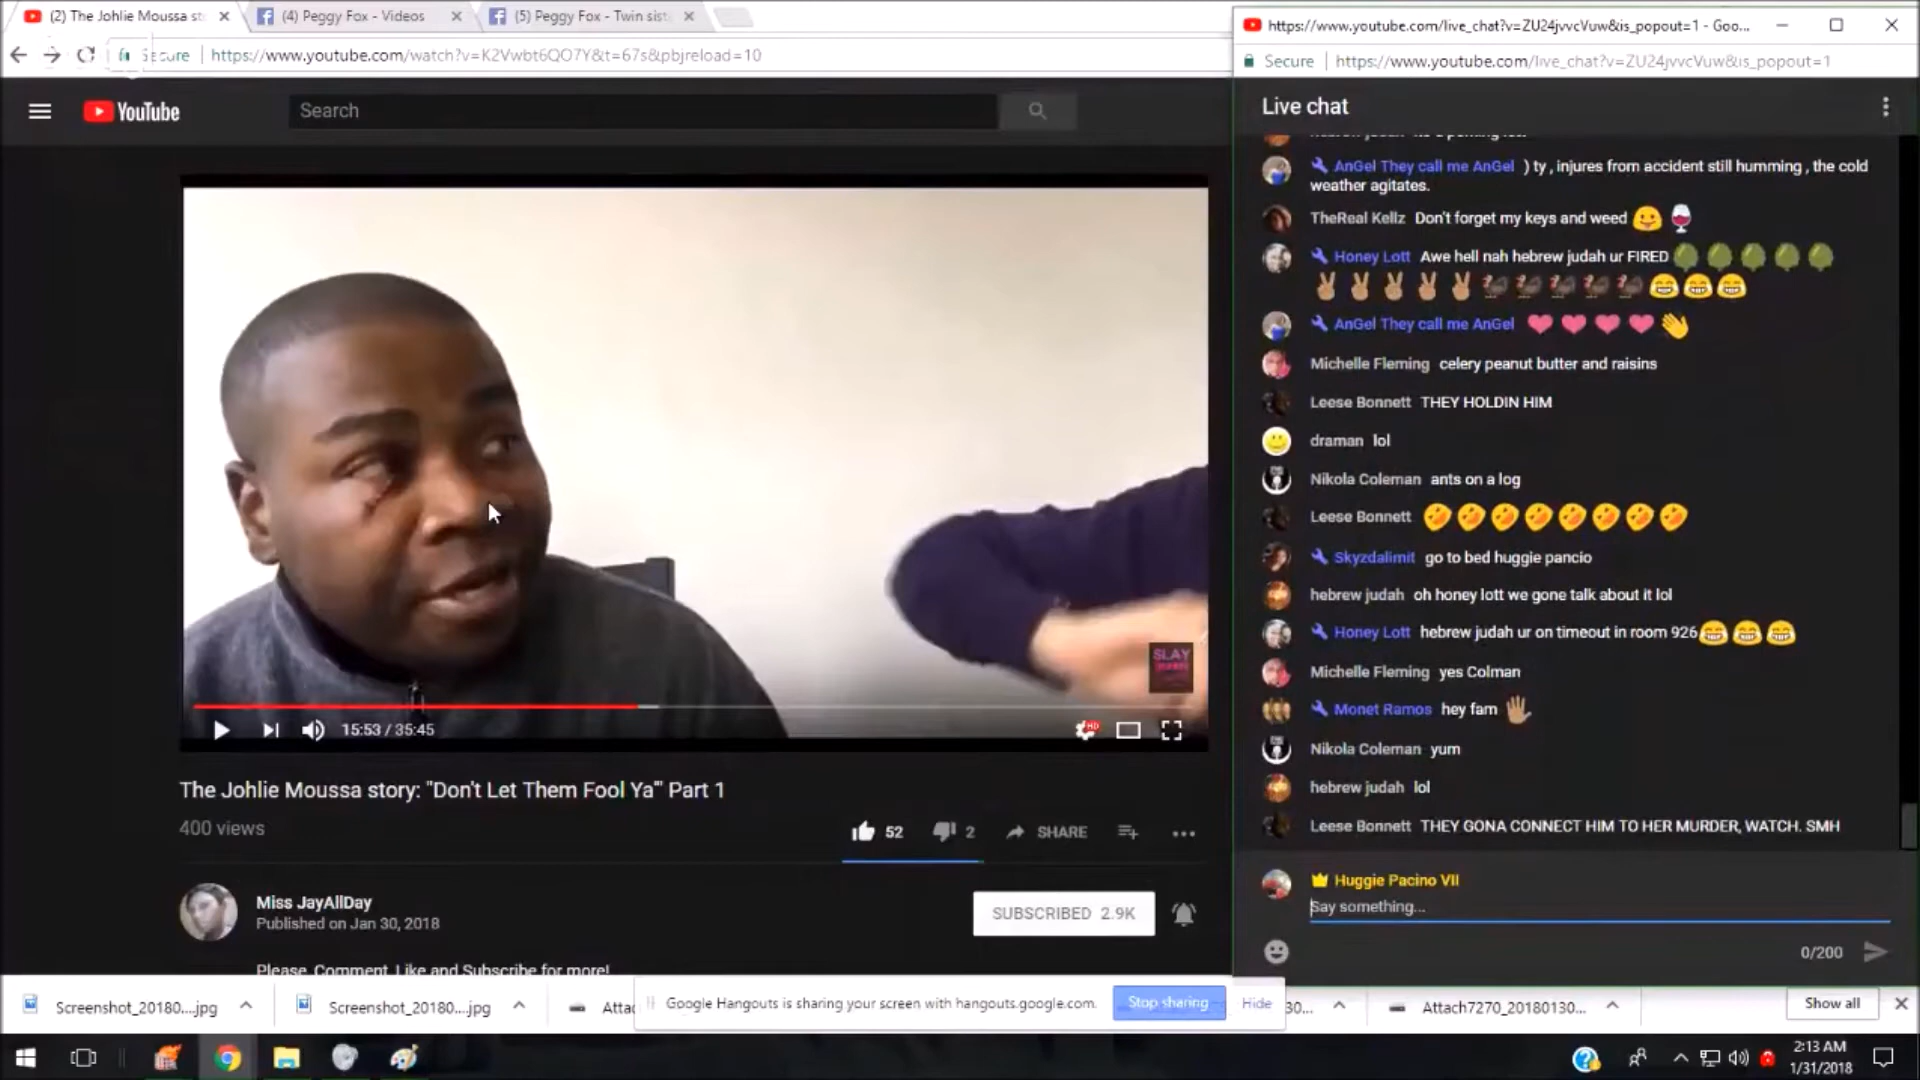 (2) The Johlie Moussa st
(4) Peggy Fox - Videos
(5) Peggy Fox - Twin sist
Secure
https://www.youtube.com/watch?v=K2Vwbt6QO7Y&t=67s&pbjreload=10
YouTube
Search
SLAY
15:53 / 35:45
HD
The Johlie Moussa story: "Don't Let Them Fool Ya'" Part 1
400 views
52
2
SHARE
Miss JayAllDay
Published on Jan 30, 2018
SUBSCRIBED 2.9K
Please, Comment, Like and Subscribe for more!
https://www.youtube.com/live_chat?v=ZU24jvvcVuw&is_popout=1 - Goo...
Secure
https://www.youtube.com/live_chat?v=ZU24jvvcVuw&is_popout=1
Live chat
AnGel They call me AnGel ) ty , injures from accident still humming , the cold
weather agitates.
TheReal Kellz Don't forget my keys and weed 😛 🍷
Honey Lott Awe hell nah hebrew judah ur FIRED
AnGel They call me AnGel
Michelle Fleming celery peanut butter and raisins
Leese Bonnett THEY HOLDIN HIM
draman lol
Nikola Coleman ants on a log
Leese Bonnett
Skyzdalimit go to bed huggie pancio
hebrew judah oh honey lott we gone talk about it lol
Honey Lott hebrew judah ur on timeout in room 926😂😂😂
Michelle Fleming yes Colman
Monet Ramos hey fam
Nikola Coleman yum
hebrew judah lol
Leese Bonnett THEY GONA CONNECT HIM TO HER MURDER, WATCH. SMH
Huggie Pacino VII
Say something...
0/200
Screenshot_20180....jpg
Screenshot_20180....jpg
Attac
Google Hangouts is sharing your screen with hangouts.google.com.
Stop sharing
Hide
30...
Attach7270_20180130...
Show all
2:13 AM
1/31/2018